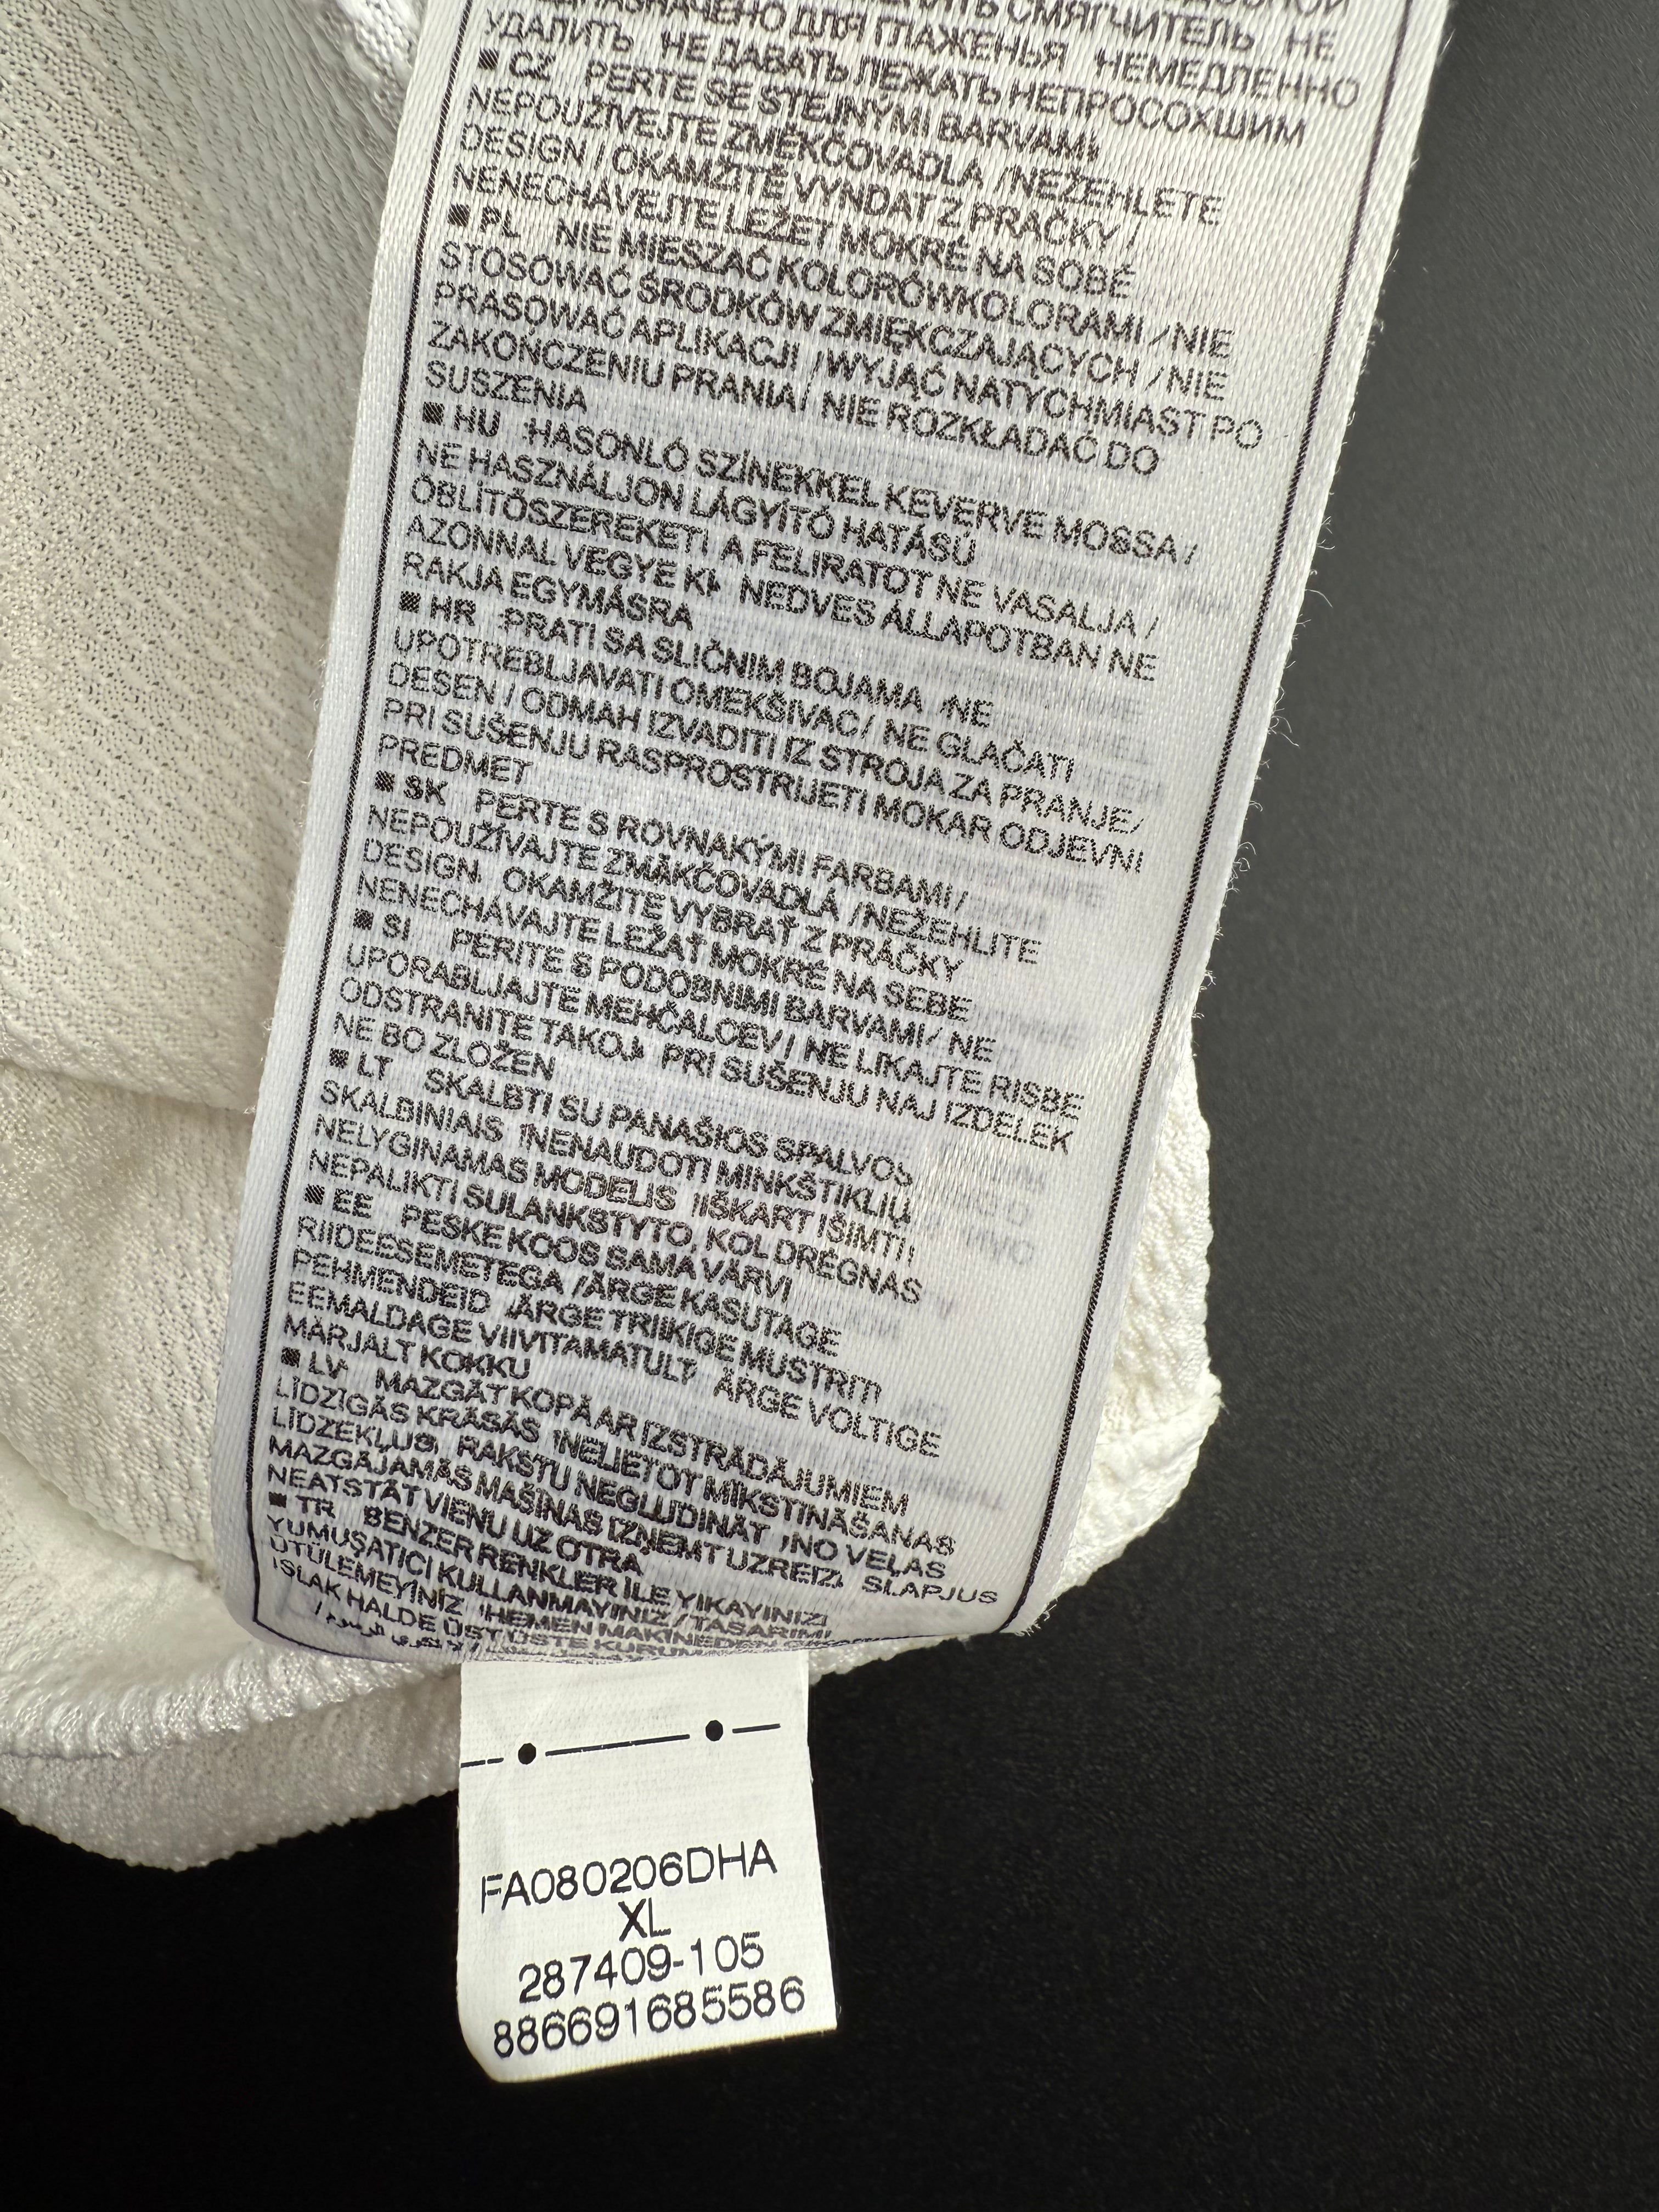 СМЯГЧИТЕЛЬ НЕ
ДЛЯ ГЛАЖЕНЬЯ НЕМЕДЛЕННО
УДАЛИТЬ НЕ ДАВАТЬ ЛЕЖАТЬ НЕПРОСОХШИМ
■ CZ PERTE SE STEJNÝMI BARVAMI
NEPOUŽÍVEJTE ZMĚKČOVADLA /NEŽEHLETE
DESIGN / OKAMŽITĚ VYNDAT Z PRAČKY /
NENECHÁVEJTE LEŽET MOKRÉ NA SOBĚ
■ PL NIE MIESZAĆ KOLORÓWKOLORAMI / NIE
STOSOWAĆ ŚRODKÓW ZMIĘKCZAJĄCYCH / NIE
PRASOWAĆ APLIKACJI / WYJĄĆ NATYCHMIAST PO
ZAKOŃCZENIU PRANIA/ NIE ROZKŁADAĆ DO
SUSZENIA
■ HU :HASONLÓ SZÍNEKKEL KEVERVE MOSSA /
NE HASZNÁLJON LÁGYÍTÓ HATÁSÚ
ÖBLÍTŐSZEREKET/ A FELIRATOT NE VASALJA /
AZONNAL VEGYE KI/ NEDVES ÁLLAPOTBAN NE
RAKJA EGYMÁSRA
■ HR :PRATI SA SLIČNIM BOJAMA /NE
UPOTREBLJAVATI OMEKŠIVAC/ NE GLAČATI
DESEN / ODMAH IZVADITI IZ STROJA ZA PRANJE/
PRI SUŠENJU RASPROSTRIJETI MOKAR ODJEVNI
PREDMET
■ SK PERTE S ROVNAKÝMI FARBAMI /
NEPOUŽÍVAJTE ZMÄKČOVADLÁ /NEŽEHLITE
DESIGN OKAMŽITE VYBRAŤ Z PRÁČKY
NENECHÁVAJTE LEŽAŤ MOKRÉ NA SEBE
■ SI PERITE S PODOBNIMI BARVAMI/ NE
UPORABLJAJTE MEHČALCEV / NE LIKAJTE RISBE
ODSTRANITE TAKOJ/ PRI SUŠENJU NAJ IZDELEK
NE BO ZLOŽEN
■ LT SKALBTI SU PANAŠIOS SPALVOS
SKALBINIAIS /NENAUDOTI MINKŠTIKLIŲ
NELYGINAMAS MODELIS /IŠKART IŠIMTI /
NEPALIKTI SULANKSTYTO, KOL DRĖGNAS
■ EE PESKE KOOS SAMA VÄRVI
RIIDEESEMETEGA /ÄRGE KASUTAGE
PEHMENDEID /ÄRGE TRIIKIGE MUSTRIT/
EEMALDAGE VIIVITAMATULT/ ÄRGE VOLTIGE
MÄRJALT KOKKU
■ LV MAZGĀT KOPĀ AR IZSTRĀDĀJUMIEM
LĪDZĪGĀS KRĀSĀS /NELIETOT MĪKSTINĀŠANAS
LĪDZEKĻUS/ RAKSTU NEGLUDINĀT /NO VEĻAS
MAZGĀJAMĀS MAŠĪNAS IZŅEMT UZREIZ/ SLAPJUS
NEATSTĀT VIENU UZ OTRA
■ TR BENZER RENKLER İLE YIKAYINIZ/
YUMUŞATICI KULLANMAYINIZ / TASARIMI
ÜTÜLEMEYİNİZ /HEMEN MAKİNEDEN
ISLAK HALDE ÜST ÜSTE
FA080206DHA
XL
287409-105
886691685586